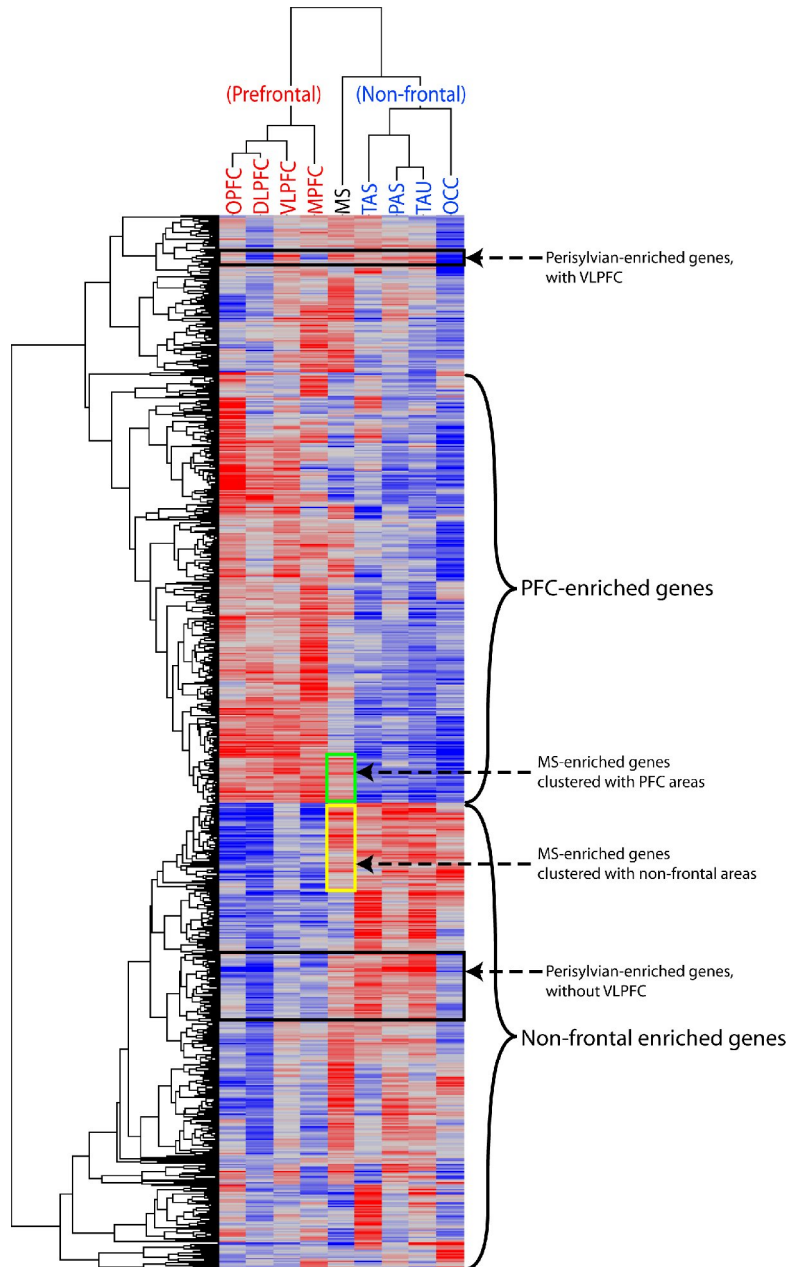 (Prefrontal)
(Non-frontal)
OPFC
DLPFC
VLPFC
MPFC
MS
TAS
PAS
TAU
OCC
Perisylvian-enriched genes,
with VLPFC
PFC-enriched genes
MS-enriched genes
clustered with PFC areas
MS-enriched genes
clustered with non-frontal areas
Perisylvian-enriched genes,
without VLPFC
Non-frontal enriched genes